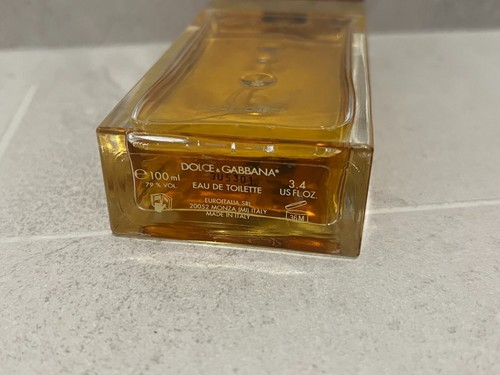 DOLCE & GABBANA®
℮ 100 ml
79 % VOL.
EAU DE TOILETTE
3.4
US FL.OZ.
EUROITALIA SRL
20052 MONZA (MI) ITALY
MADE IN ITALY
36M